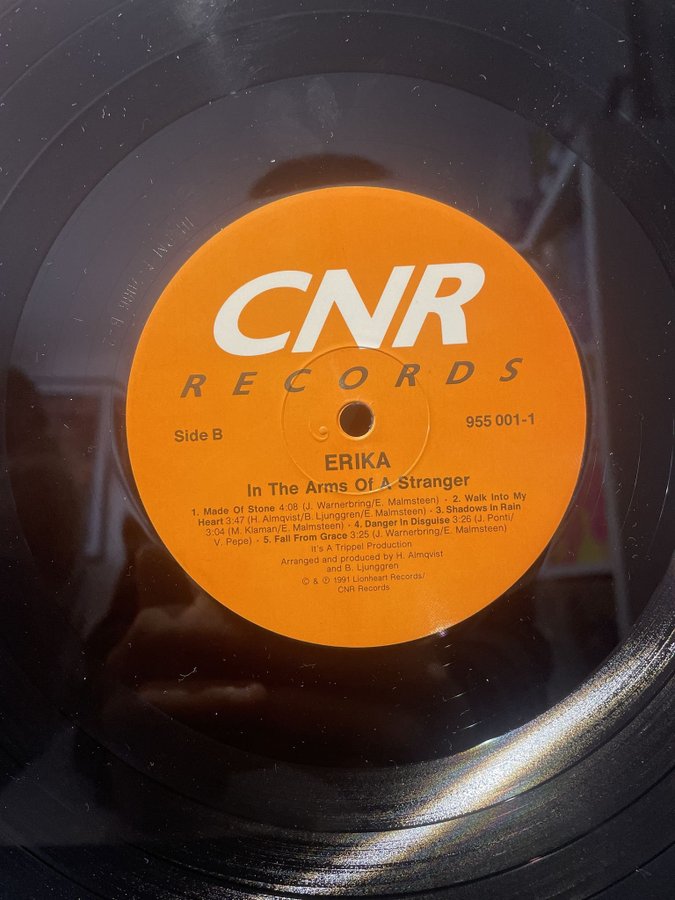 CNR
RECORDS
Side B
955 001-1
ERIKA
In The Arms Of A Stranger
1. Made Of Stone 4:08 (J. Warnerbring/E. Malmsteen) · 2. Walk Into My
Heart 3:47 (H. Almqvist/B. Ljunggren/E. Malmsteen) · 3. Shadows In Rain
3:04 (M. Klaman/E. Malmsteen) · 4. Danger In Disguise 3:26 (J. Ponti/
V. Pepe) · 5. Fall From Grace 3:25 (J. Warnerbring/E. Malmsteen)
It's A Trippel Production
Arranged and produced by H. Almqvist
and B. Ljunggren
© & ℗ 1991 Lionheart Records/
CNR Records